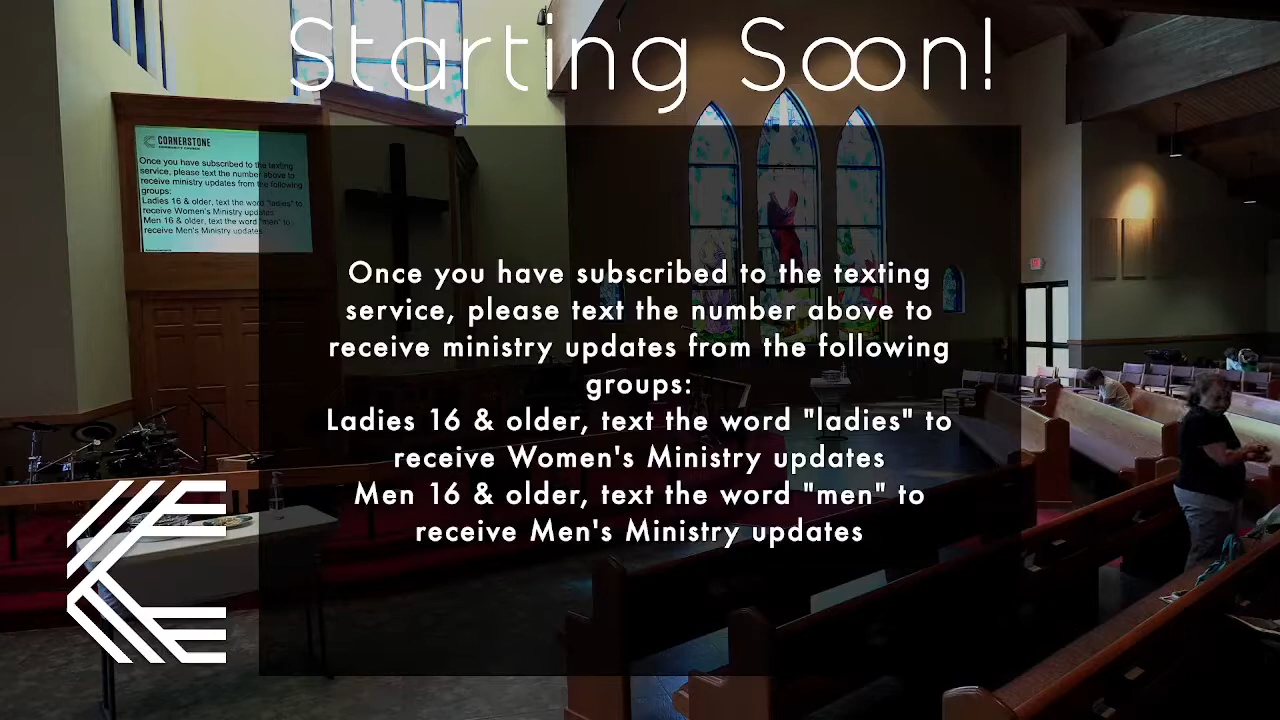 Starting Soon!
CORNERSTONE
COMMUNITY CHURCH
Once you have subscribed to the texting
service, please text the number above to
receive ministry updates from the following
groups:
Ladies 16 & older, text the word "ladies" to
receive Women's Ministry updates
Men 16 & older, text the word "men" to
receive Men's Ministry updates.
Once you have subscribed to the texting
service, please text the number above to
receive ministry updates from the following
groups:
Ladies 16 & older, text the word "ladies" to
receive Women's Ministry updates
Men 16 & older, text the word "men" to
receive Men's Ministry updates